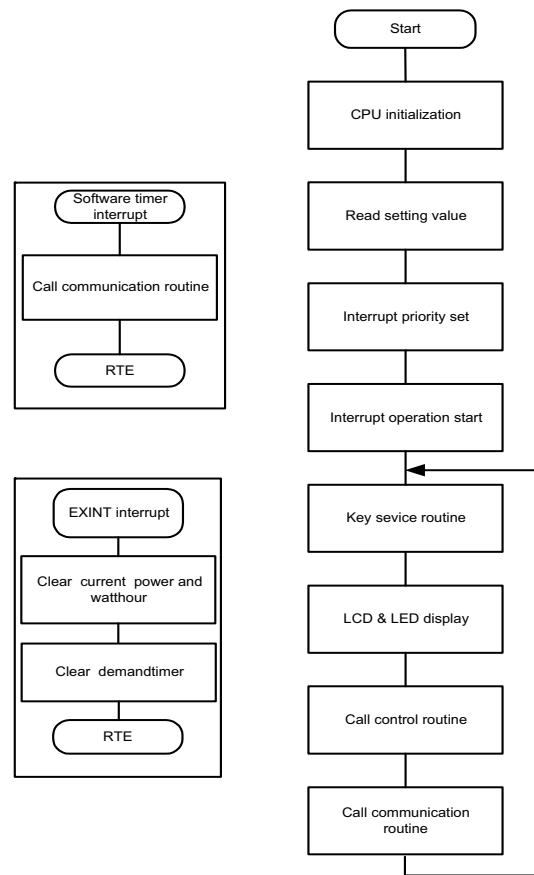 Start
CPU initialization
Read setting value
Interrupt priority set
Interrupt operation start
Key sevice routine
LCD & LED display
Call control routine
Call communication
routine
Software timer
interrupt
Call communication routine
RTE
EXINT interrupt
Clear current power and
watthour
Clear demandtimer
RTE